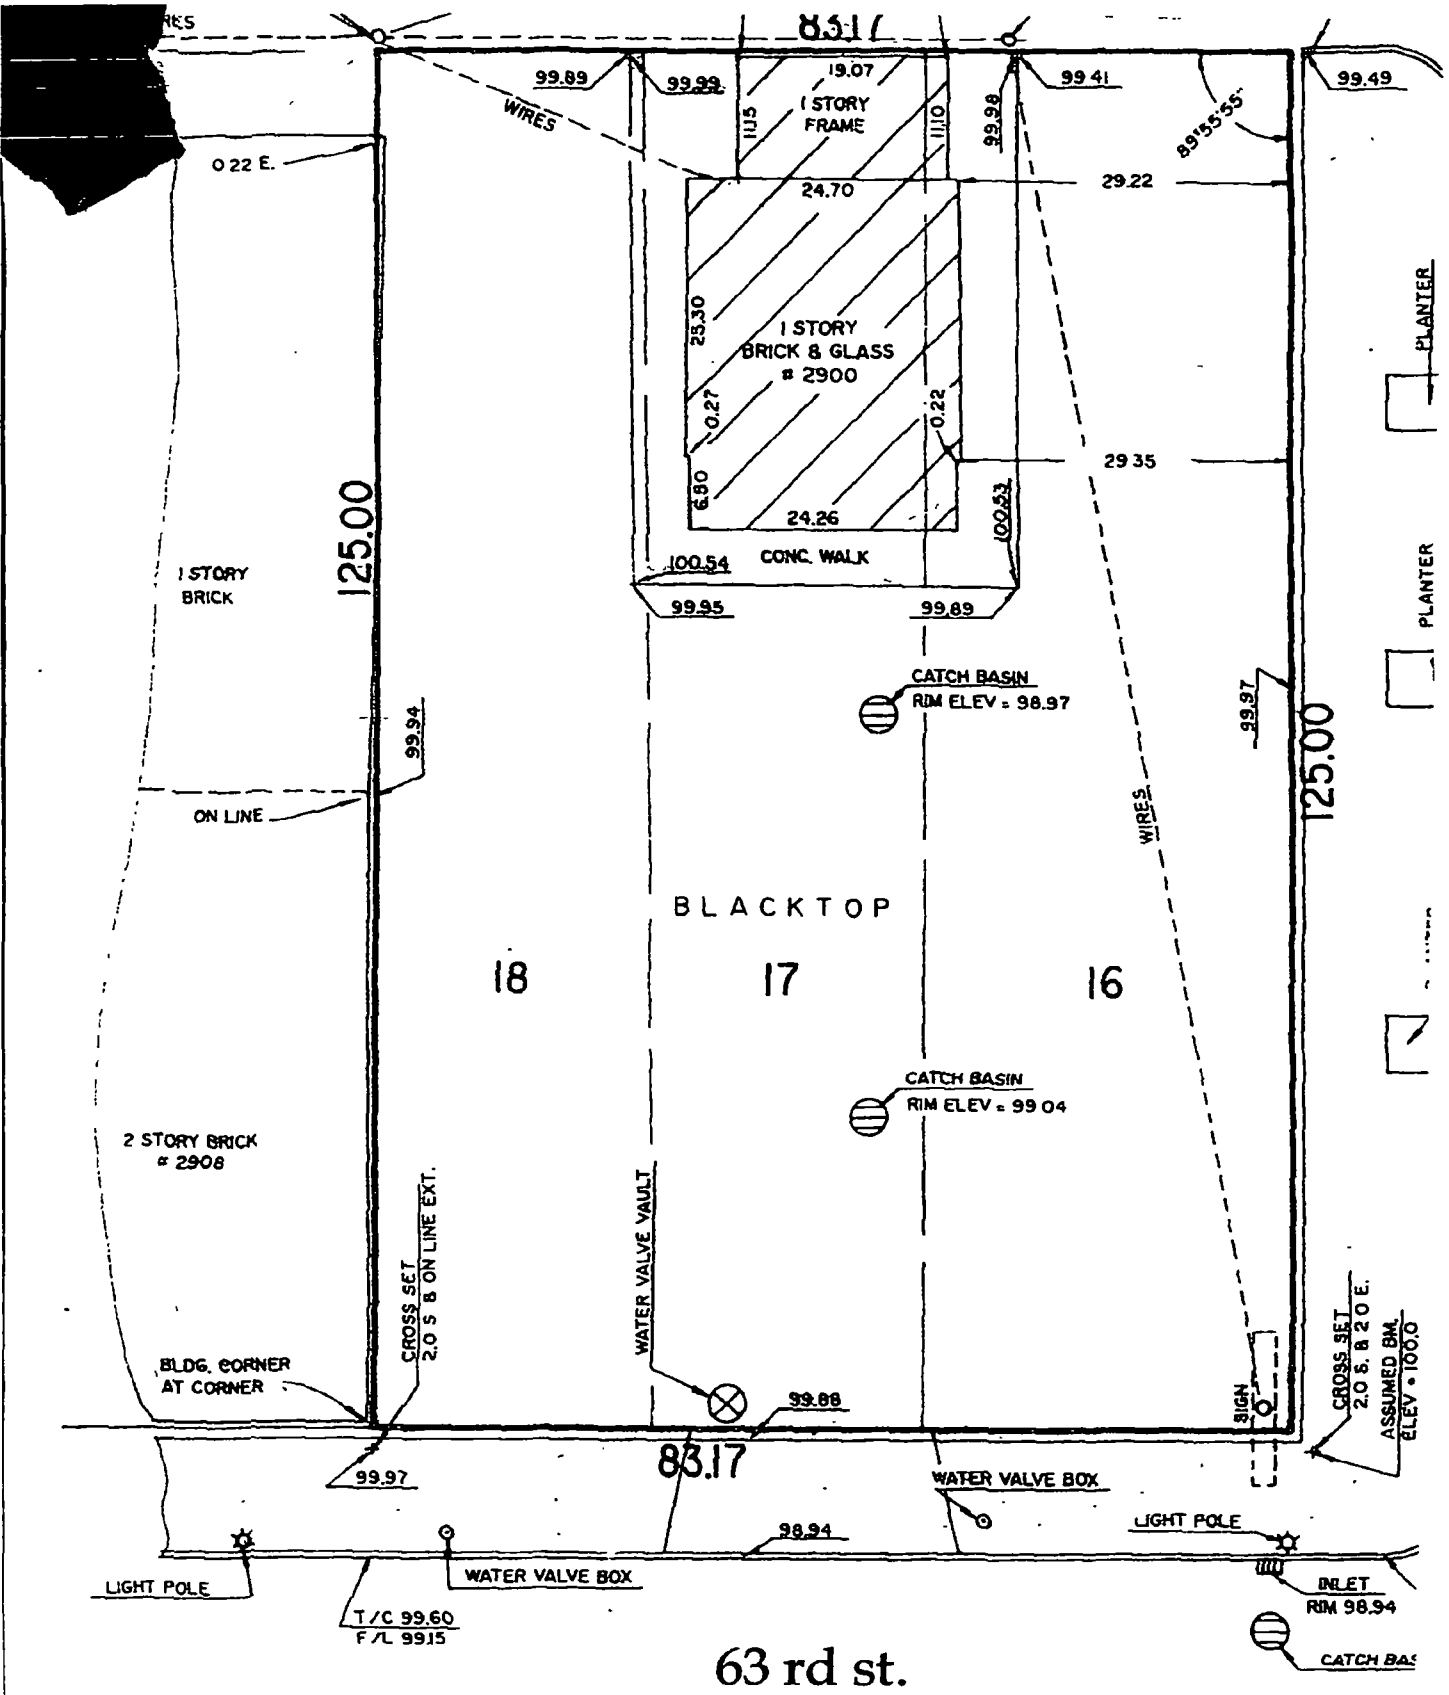 83.17
99.89
99.99
19.07
99.41
99.49
WIRES
11.15
1 STORY
FRAME
11.10
99.98
89°55'55"
0.22 E.
24.70
29.22
PLANTER
25.30
1 STORY
BRICK & GLASS
# 2900
0.27
0.22
29.35
6.80
24.26
100.53
125.00
CONC. WALK
100.54
99.95
99.89
1 STORY
BRICK
PLANTER
CATCH BASIN
RIM ELEV = 98.97
99.94
99.97
125.00
ON LINE
WIRES
BLACKTOP
18
17
16
CATCH BASIN
RIM ELEV = 99 04
2 STORY BRICK
# 2908
CROSS SET
2.0 S & ON LINE EXT.
WATER VALVE VAULT
CROSS SET
2.0 S. & 2 0 E.
ASSUMED BM.
ELEV = 100.0
BLDG. CORNER
AT CORNER
99.88
SIGN
99.97
83.17
WATER VALVE BOX
LIGHT POLE
98.94
LIGHT POLE
WATER VALVE BOX
INLET
RIM 98.94
T/C 99.60
F/L 99.15
63 rd st.
CATCH BAS